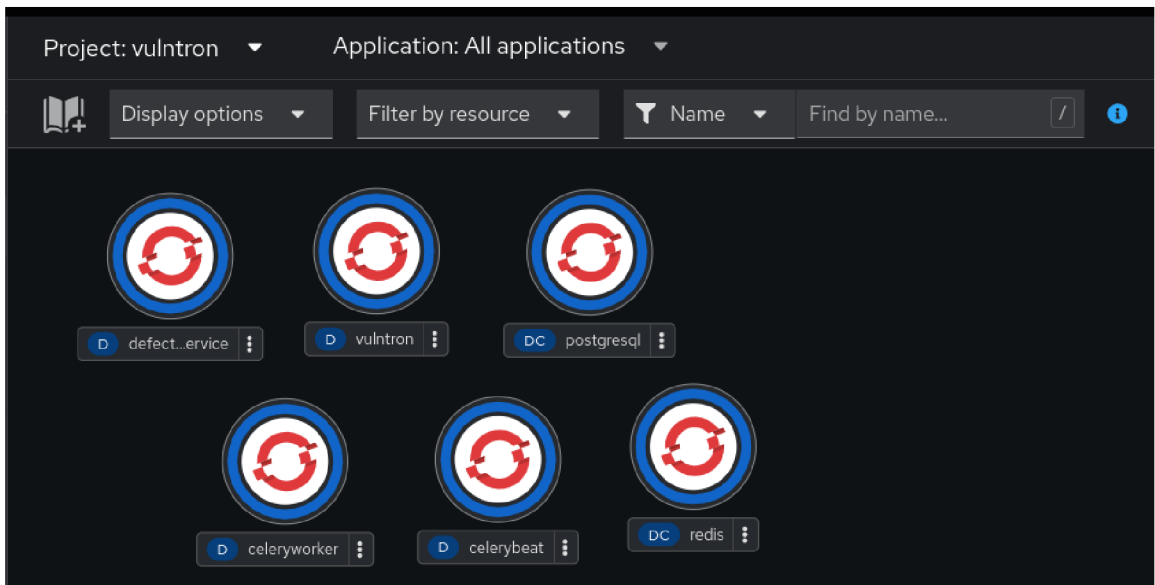 Project: vulntron Application: All applications
Display options Filter by resource Name Find by name... /
D defect...ervice D vulntron DC postgresql
D celeryworker D celerybeat DC redis